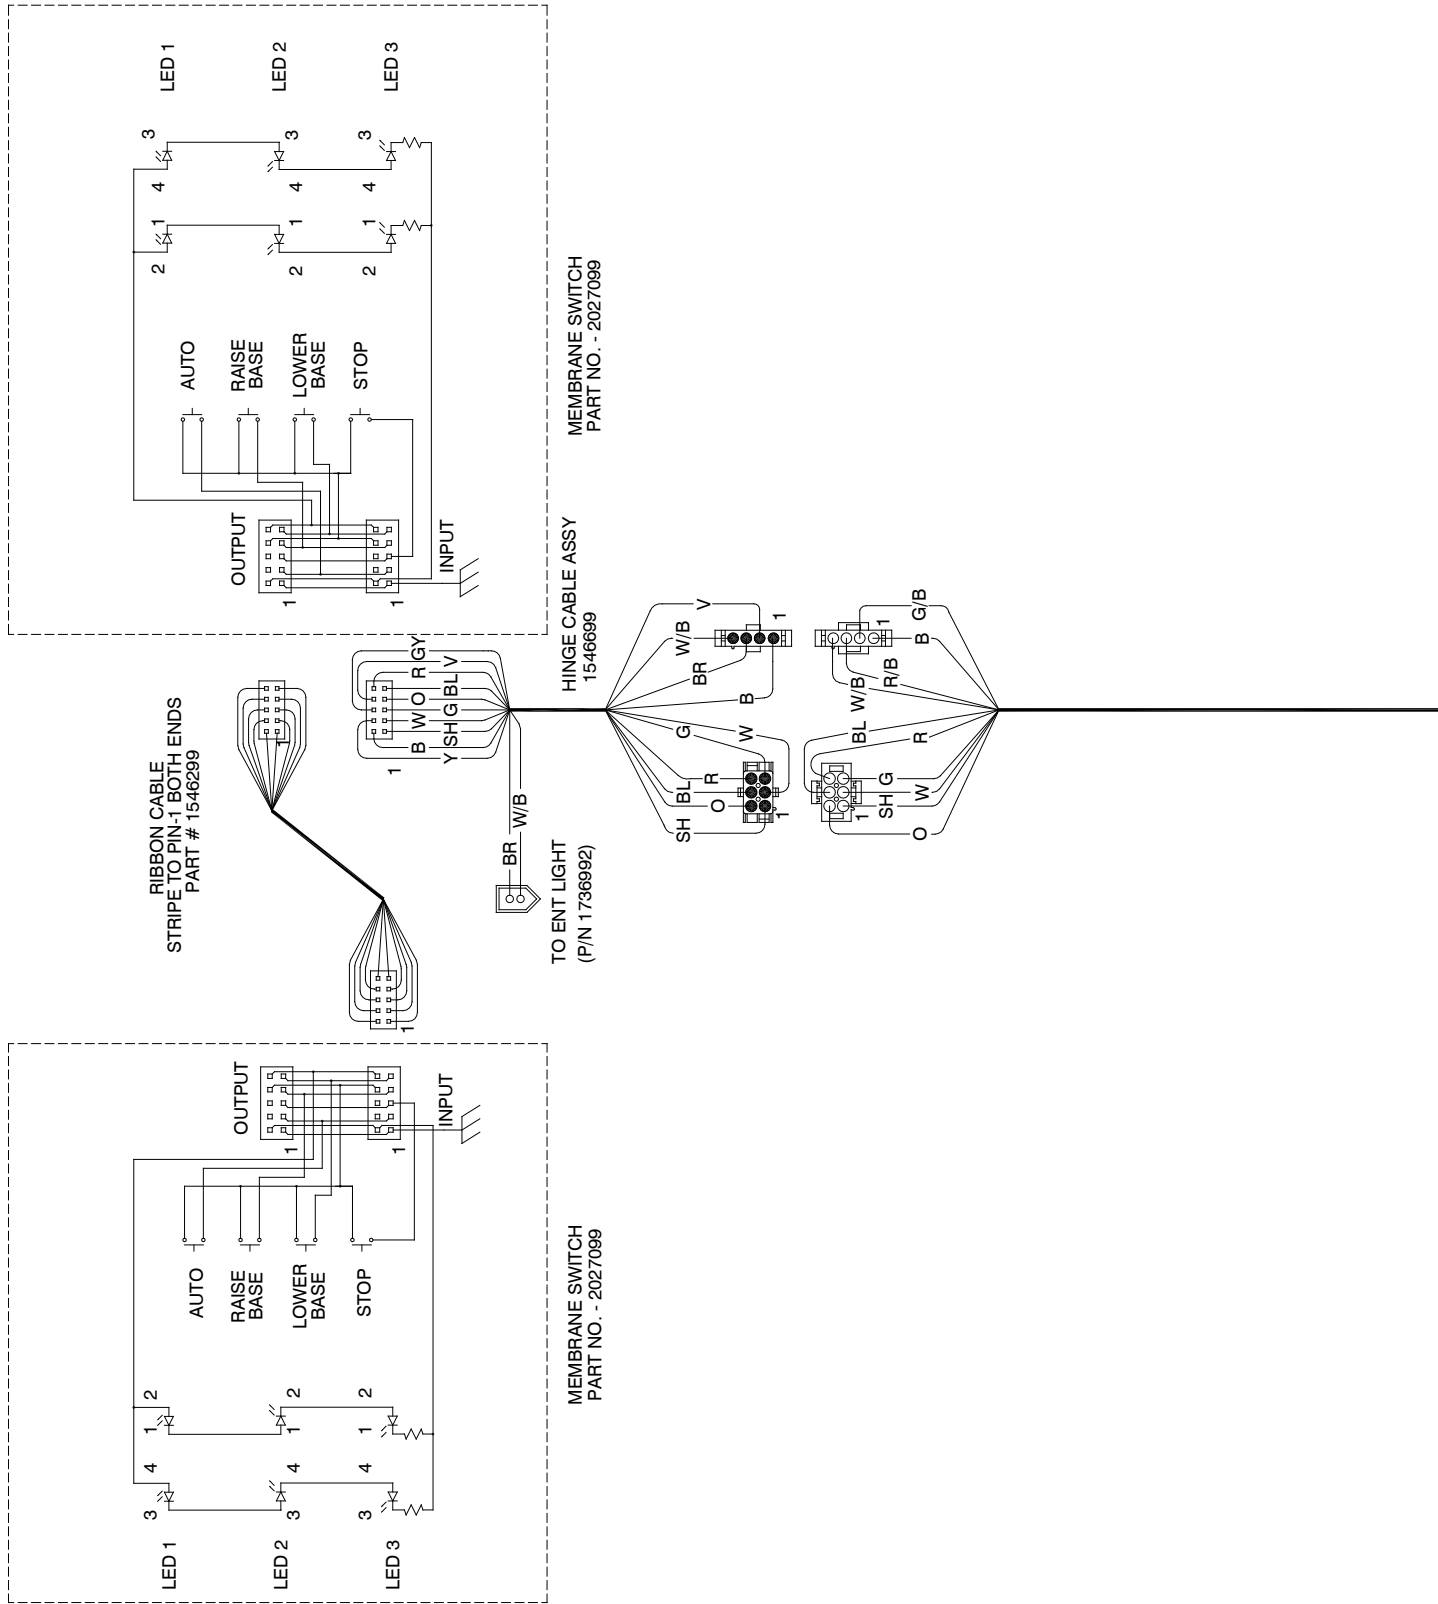 LED 1
LED 2
LED 3
3
4
1
2
3
4
1
2
3
4
1
2
AUTO
RAISE
BASE
LOWER
BASE
STOP
OUTPUT
1
INPUT
1
MEMBRANE SWITCH
PART NO. - 2027099
RIBBON CABLE
STRIPE TO PIN-1 BOTH ENDS
PART # 1546299
1
1
OUTPUT
1
INPUT
1
AUTO
RAISE
BASE
LOWER
BASE
STOP
2
1
4
3
2
1
4
3
2
1
4
3
LED 1
LED 2
LED 3
MEMBRANE SWITCH
PART NO. - 2027099
1
Y
B
SH
W
G
O
BL
R
V
GY
BR
W/B
TO ENT LIGHT
(P/N 1736992)
HINGE CABLE ASSY
1546699
SH
O
BL
R
G
W
B
BR
W/B
V
1
1
1
1
O
SH
W
G
R
BL
W/B
R/B
B
G/B